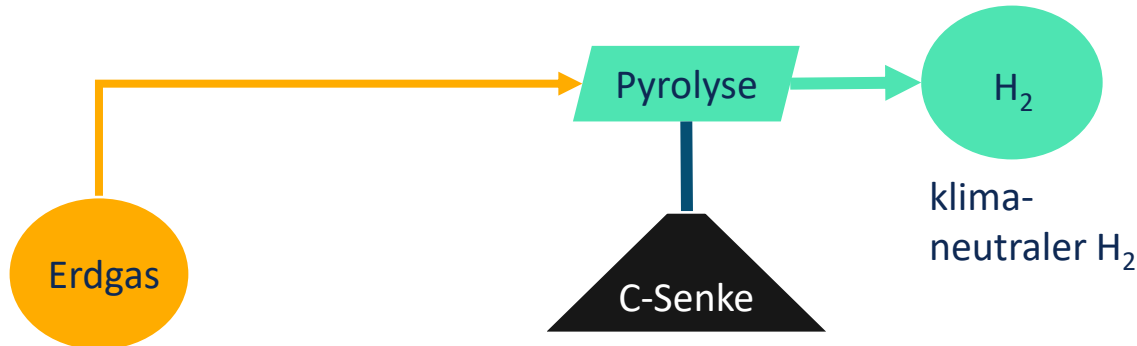 Pyrolyse
H₂
klima-
neutraler H₂
Erdgas
C-Senke